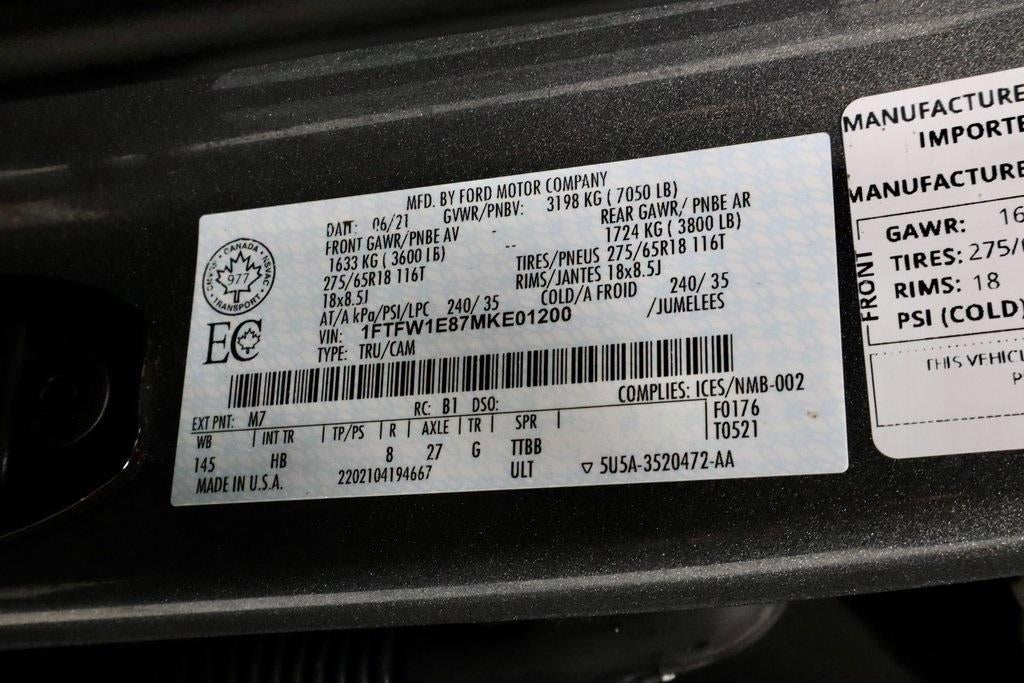 MFD. BY FORD MOTOR COMPANY
DATE: 06/21 GVWR/PNBV: 3198 KG ( 7050 LB)
FRONT GAWR/PNBE AV -- REAR GAWR/ PNBE AR
1633 KG ( 3600 LB) -- 1724 KG ( 3800 LB)
275/65R18 116T TIRES/PNEUS 275/65R18 116T
18x8.5J RIMS/JANTES 18x8.5J
AT/A kPa/PSI/LPC 240/ 35 COLD/A FROID 240/ 35
VIN: 1FTFW1E87MKE01200 /JUMELEES
TYPE: TRU/CAM
CANADA
NSVAC
977
TRANSPORT
EC
COMPLIES: ICES/NMB-002
EXT PNT: M7 RC: B1 DSO: F0176
WB INT TR TP/PS R AXLE TR SPR T0521
145 HB 8 27 G TTBB
MADE IN U.S.A. 2202104194667 ULT ▽ 5U5A-3520472-AA
MANUFACTURE
IMPORTE
MANUFACTURE
FRONT
GAWR: 16
TIRES: 275/
RIMS: 18
PSI (COLD)
THIS VEHIC
P